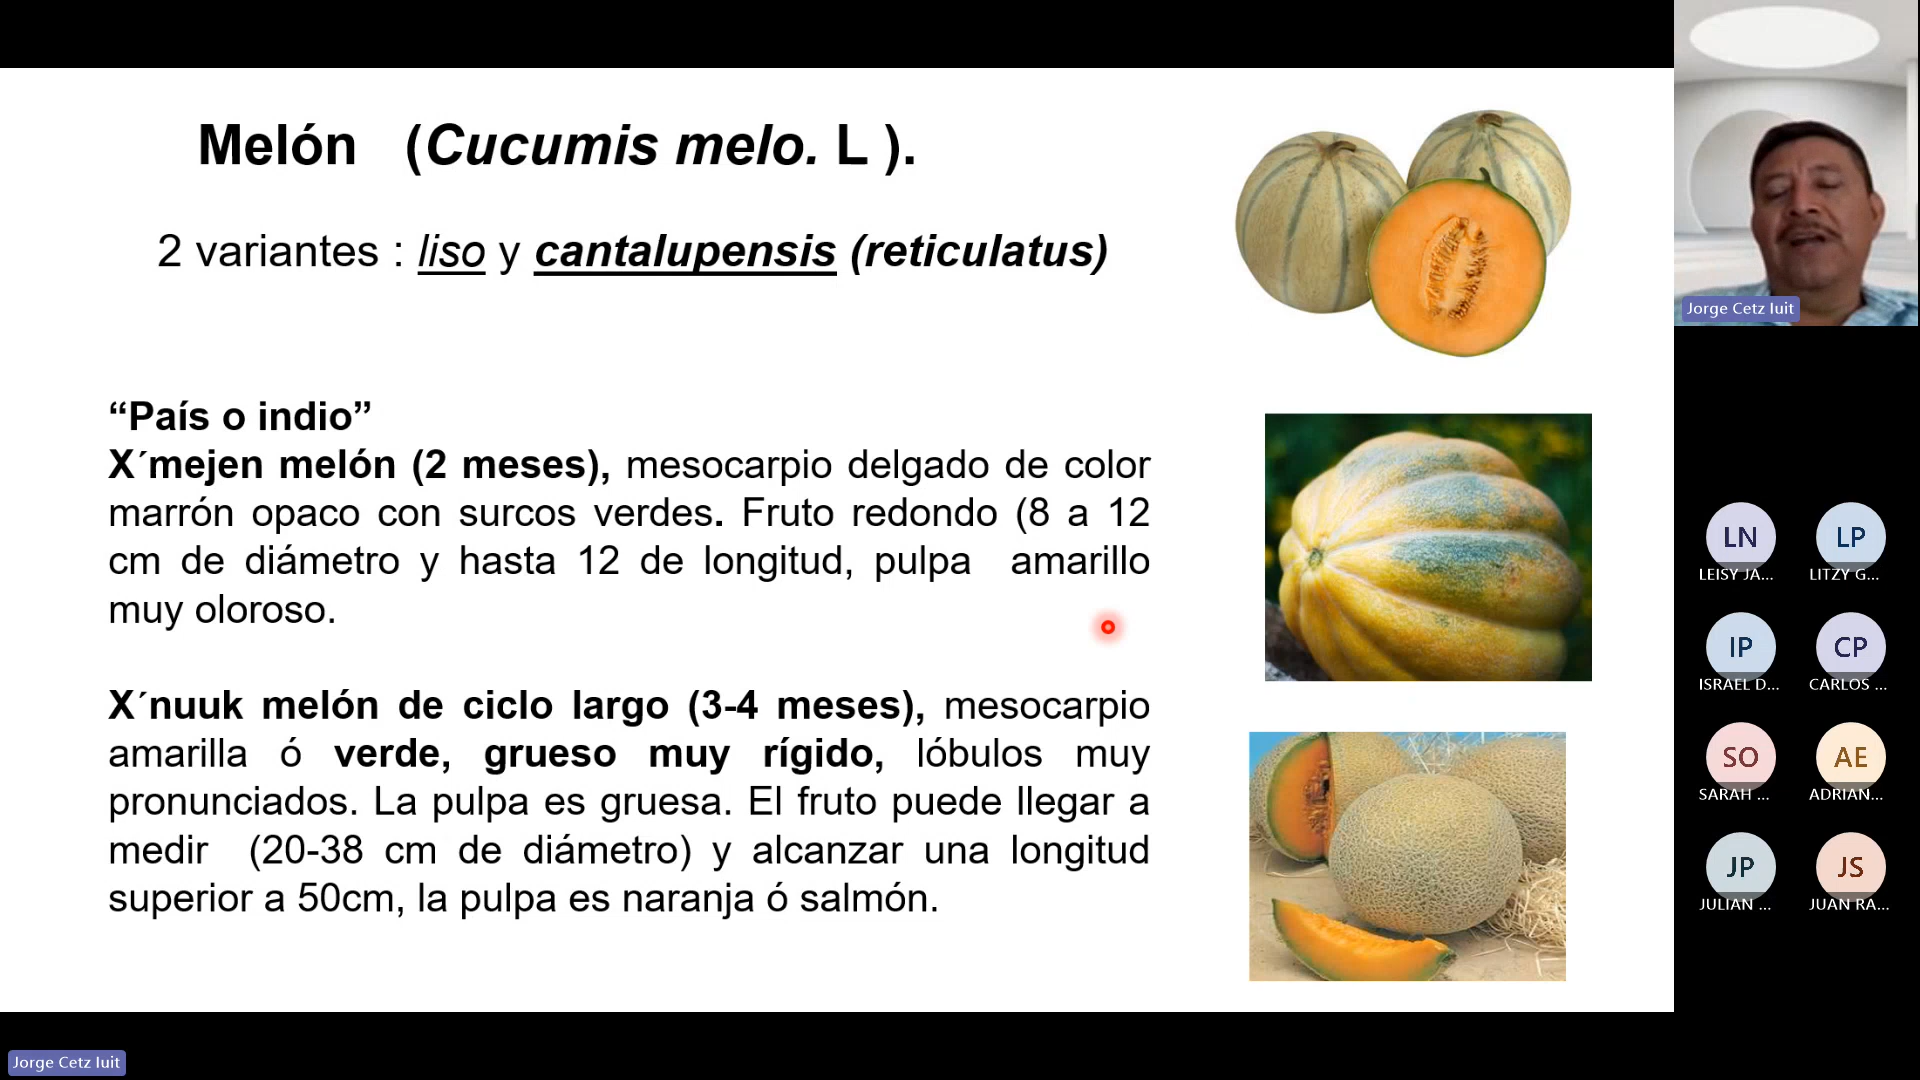 Melón (Cucumis melo. L ).
2 variantes : liso y cantalupensis (reticulatus)
“País o indio”
X´mejen melón (2 meses), mesocarpio delgado de color
marrón opaco con surcos verdes. Fruto redondo (8 a 12
cm de diámetro y hasta 12 de longitud, pulpa amarillo
muy oloroso.
X´nuuk melón de ciclo largo (3-4 meses), mesocarpio
amarilla ó verde, grueso muy rígido, lóbulos muy
pronunciados. La pulpa es gruesa. El fruto puede llegar a
medir (20-38 cm de diámetro) y alcanzar una longitud
superior a 50cm, la pulpa es naranja ó salmón.
Jorge Cetz Iuit
LN
LEISY JA...
LP
LITZY G...
IP
ISRAEL D...
CP
CARLOS ...
SO
SARAH ...
AE
ADRIAN...
JP
JULIAN ...
JS
JUAN RA...
Jorge Cetz Iuit